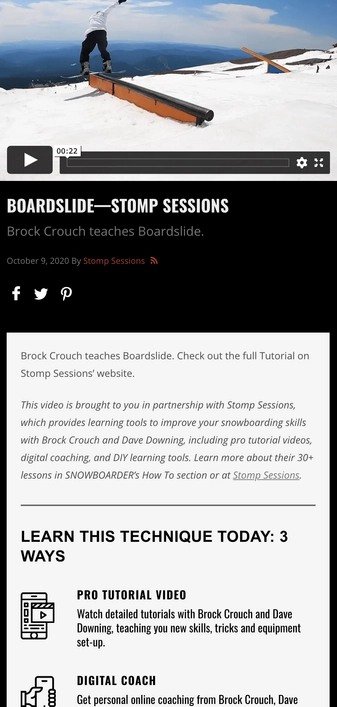 00:22
BOARDSLIDE—STOMP SESSIONS
Brock Crouch teaches Boardslide.
October 9, 2020 By Stomp Sessions
Brock Crouch teaches Boardslide. Check out the full Tutorial on
Stomp Sessions’ website.
This video is brought to you in partnership with Stomp Sessions,
which provides learning tools to improve your snowboarding skills
with Brock Crouch and Dave Downing, including pro tutorial videos,
digital coaching, and DIY learning tools. Learn more about their 30+
lessons in SNOWBOARDER’s How To section or at Stomp Sessions.
LEARN THIS TECHNIQUE TODAY: 3
WAYS
PRO TUTORIAL VIDEO
Watch detailed tutorials with Brock Crouch and Dave
Downing, teaching you new skills, tricks and equipment
set-up.
DIGITAL COACH
Get personal online coaching from Brock Crouch, Dave